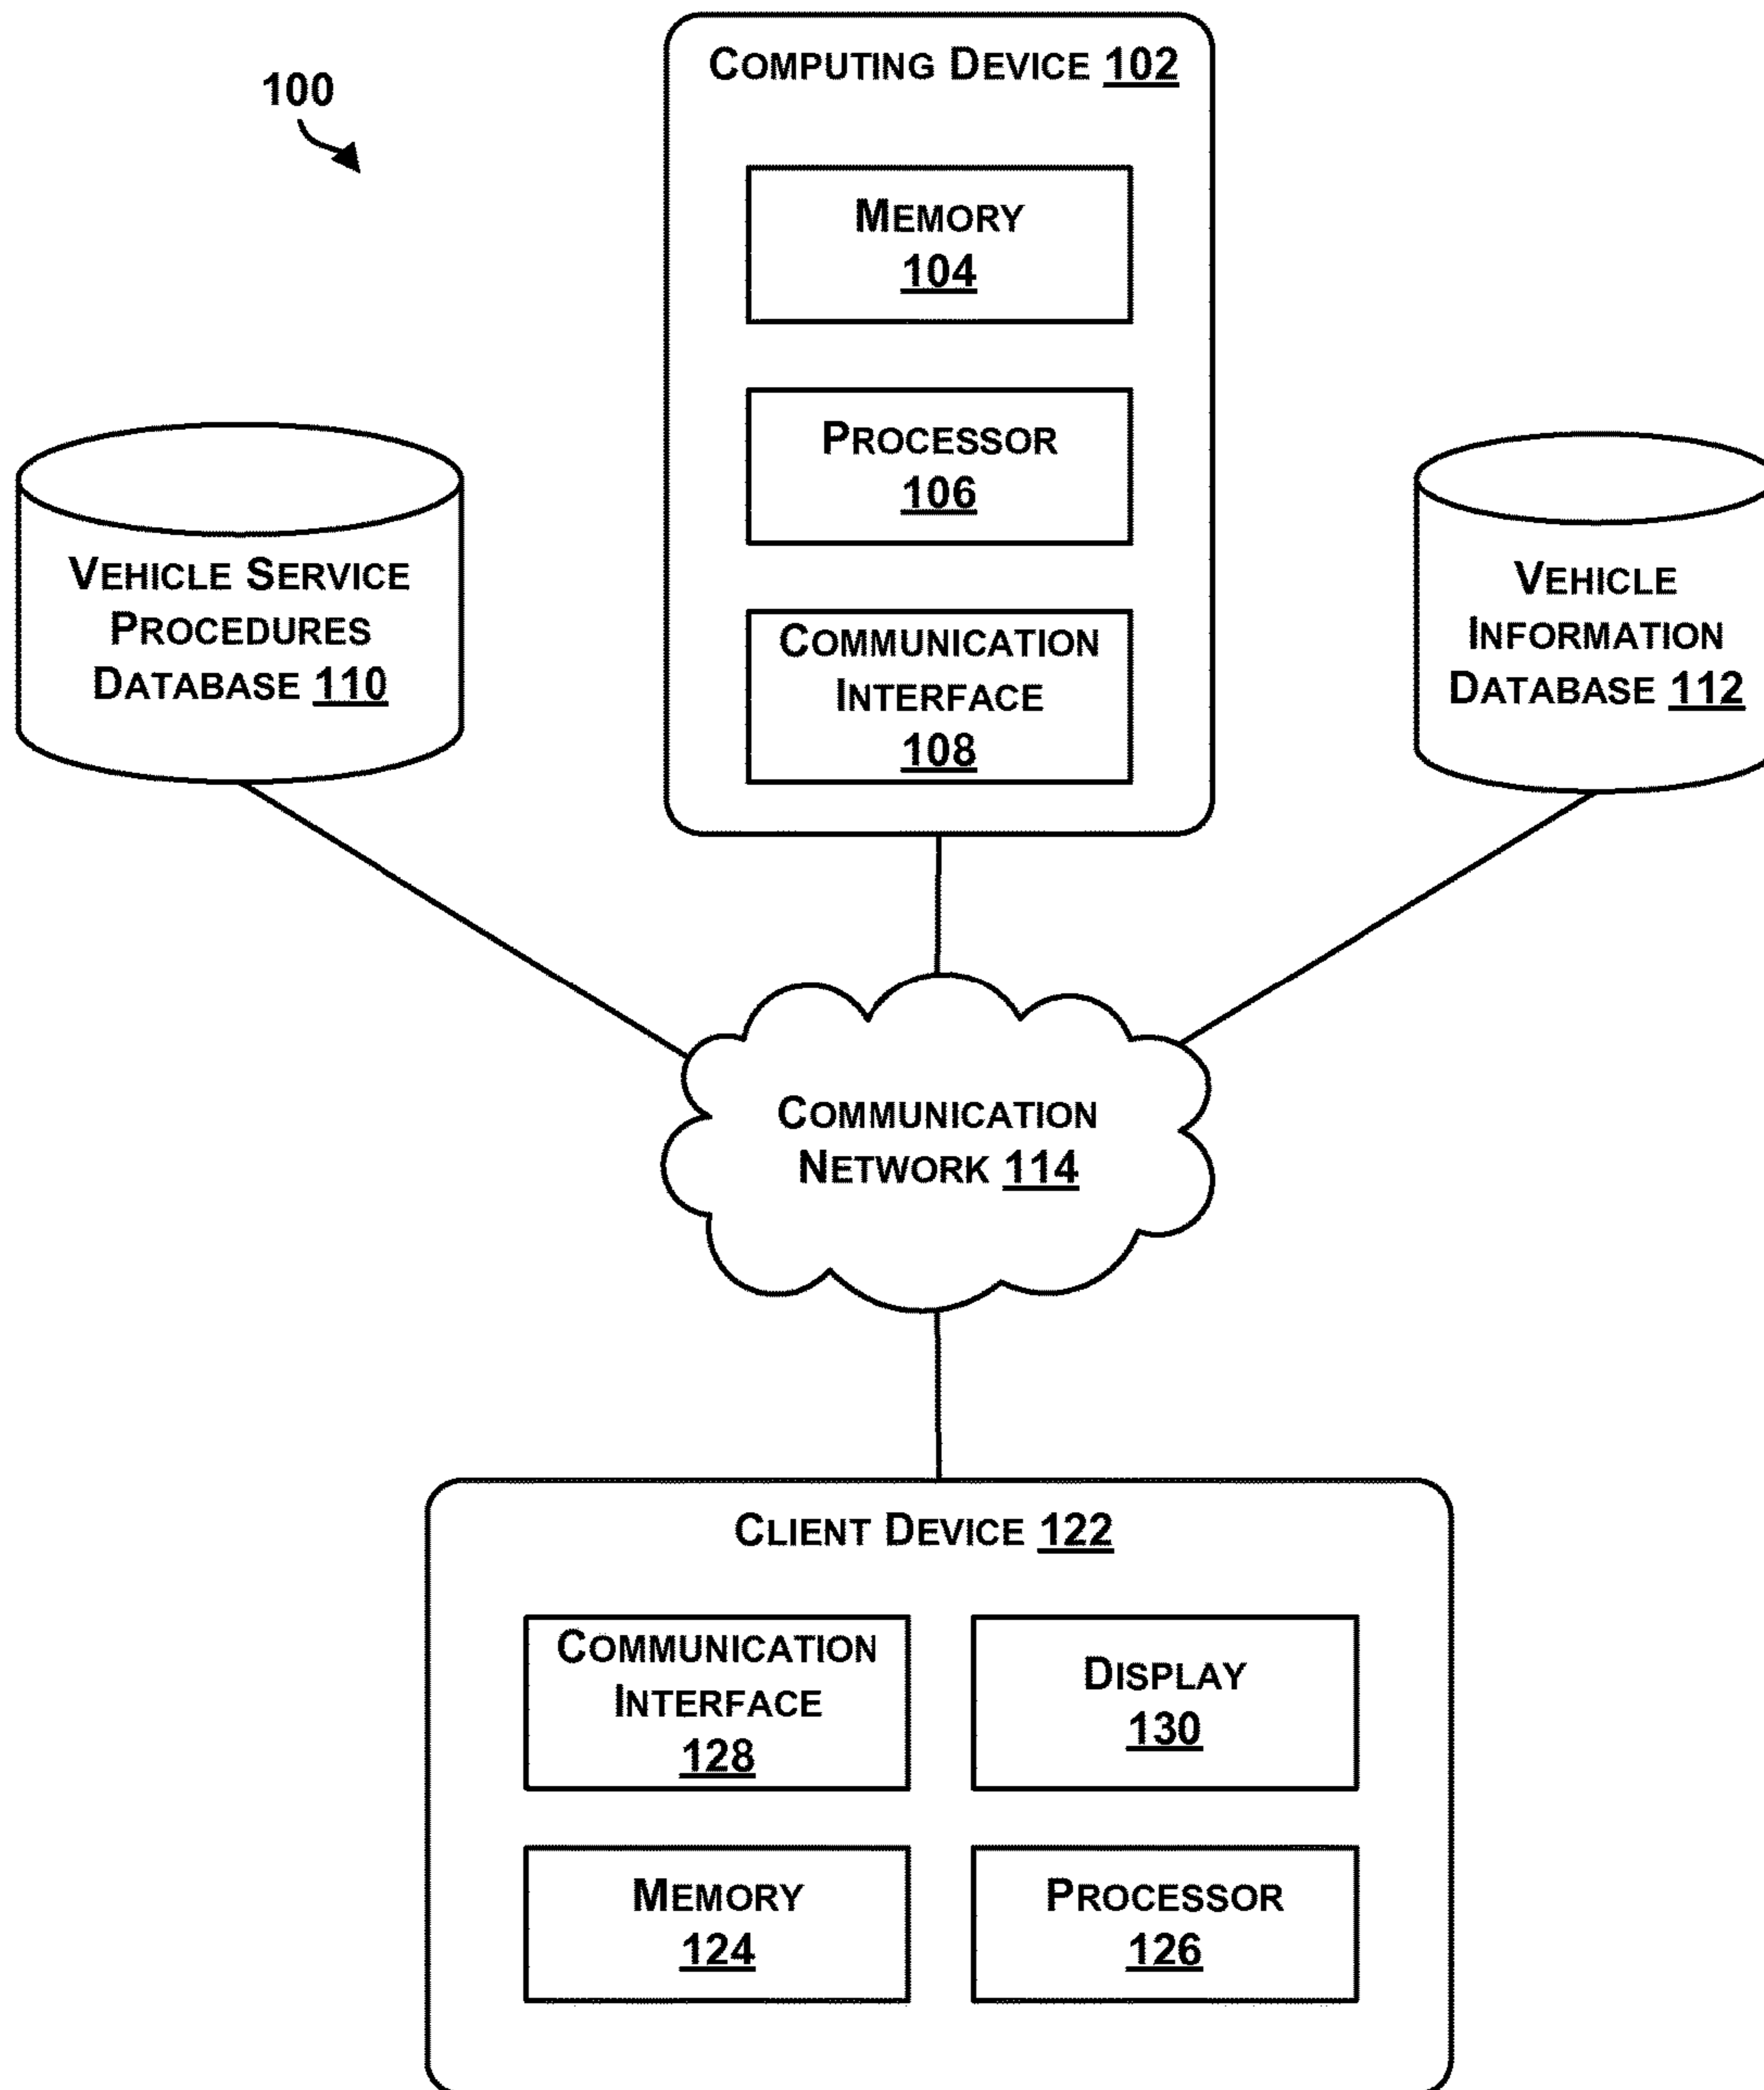 100
COMPUTING DEVICE 102
MEMORY
104
PROCESSOR
106
COMMUNICATION
INTERFACE
108
VEHICLE SERVICE
PROCEDURES
DATABASE 110
VEHICLE
INFORMATION
DATABASE 112
COMMUNICATION
NETWORK 114
CLIENT DEVICE 122
COMMUNICATION
INTERFACE
128
DISPLAY
130
MEMORY
124
PROCESSOR
126